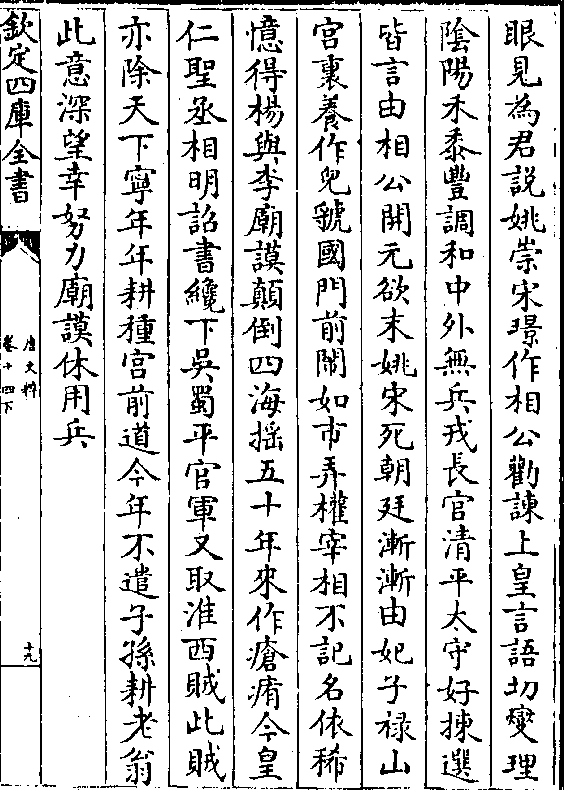 眼見為君說姚崇宋璟作相公勸諫上皇言語切燮理
陰陽禾黍豐調和中外無兵戎長官清平太守好揀選
皆言由相公開元欲末姚宋死朝廷漸漸由妃子祿山
宮裏養作兒虢國門前鬧如市弄權宰相不記名依稀
憶得楊與李廟謨顛倒四海搖五十年來作瘡痏今皇
仁聖丞相明詔書纔下吳蜀平官軍又取淮西賊此賊
亦除天下寧年年耕種宮前道今年不遣子孫耕老翁
此意深望幸努力廟謨休用兵
欽定四庫全書
唐文粹
卷十四下
十九